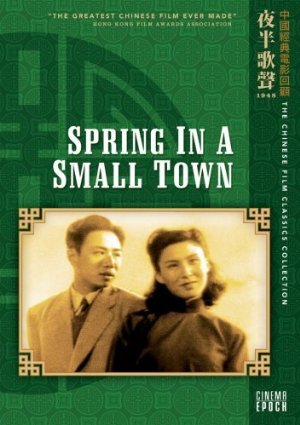 "THE GREATEST CHINESE FILM EVER MADE"
HONG KONG FILM AWARDS ASSOCIATION
中國經典電影回顧
夜半歌聲
1948
THE CHINESE FILM CLASSICS COLLECTION
SPRING IN A
SMALL TOWN
CINEMA
EPOCH